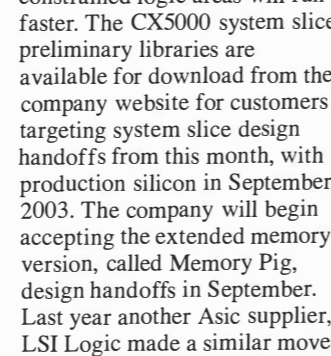 constrained logic areas will run
faster. The CX5000 system slice
preliminary libraries are
available for download from the
company website for customers
targeting system slice design
handoffs from this month, with
production silicon in September
2003. The company will begin
accepting the extended memory
version, called Memory Pig,
design handoffs in September.
Last year another Asic supplier,
LSI Logic made a similar move